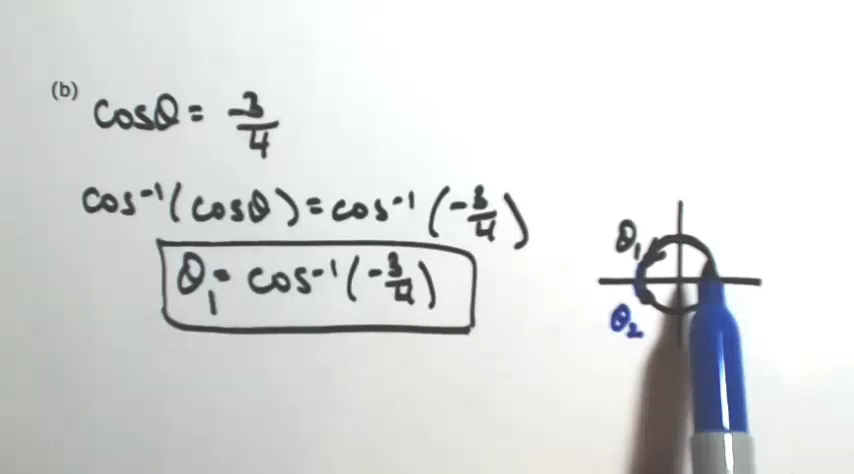 (b) cosθ = -3/4
cos⁻¹(cosθ) = cos⁻¹(-3/4)
θ₁ = cos⁻¹(-3/4)
θ₁
θ₂